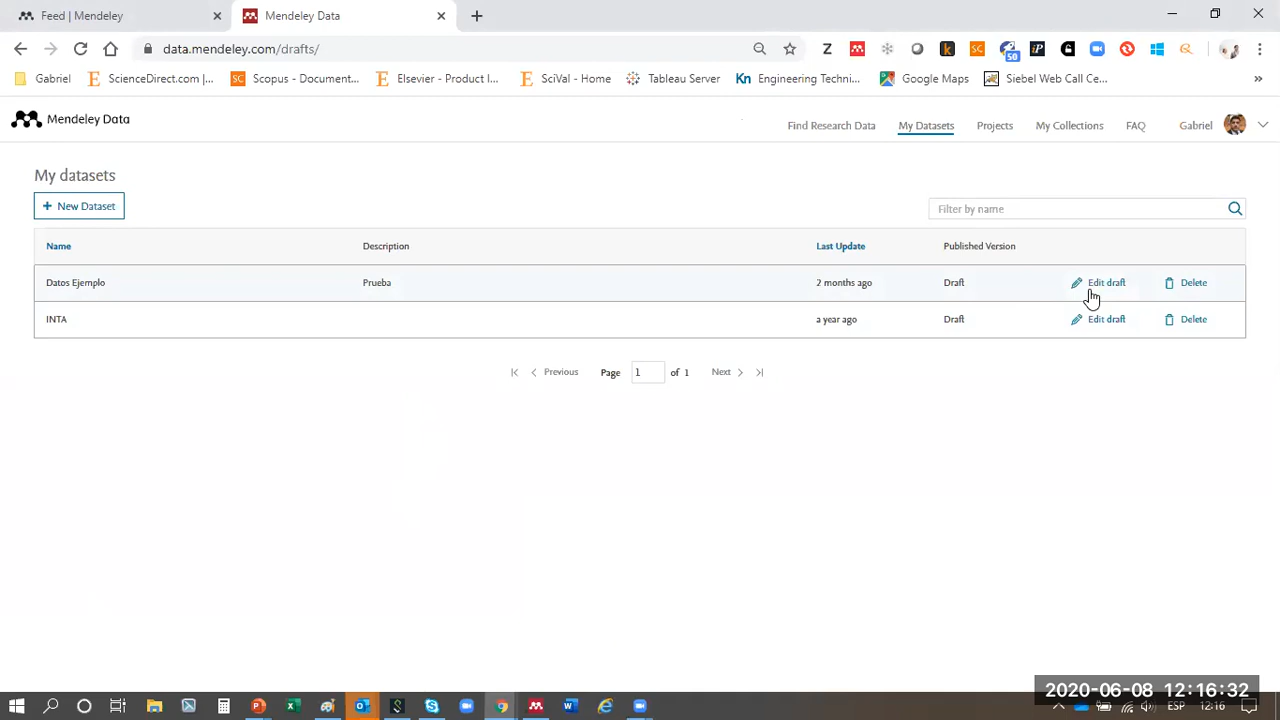 Feed | Mendeley
Mendeley Data
data.mendeley.com/drafts/
Gabriel
ScienceDirect.com |...
Scopus - Document...
Elsevier - Product I...
SciVal - Home
Tableau Server
Engineering Techni...
Google Maps
Siebel Web Call Ce...
Mendeley Data
Find Research Data
My Datasets
Projects
My Collections
FAQ
Gabriel
My datasets
+ New Dataset
Filter by name
Name
Description
Last Update
Published Version
Datos Ejemplo
Prueba
2 months ago
Draft
Edit draft
Delete
INTA
a year ago
Draft
Edit draft
Delete
Previous
Page
1
of 1
Next
2020-06-08 12:16:32
ESP
12:16